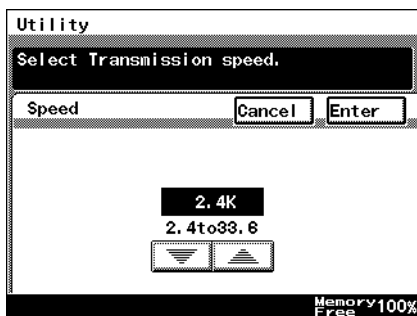 Utility
Select Transmission speed.
Speed Cancel Enter
2.4K
2.4to33.6
Memory
Free 100%